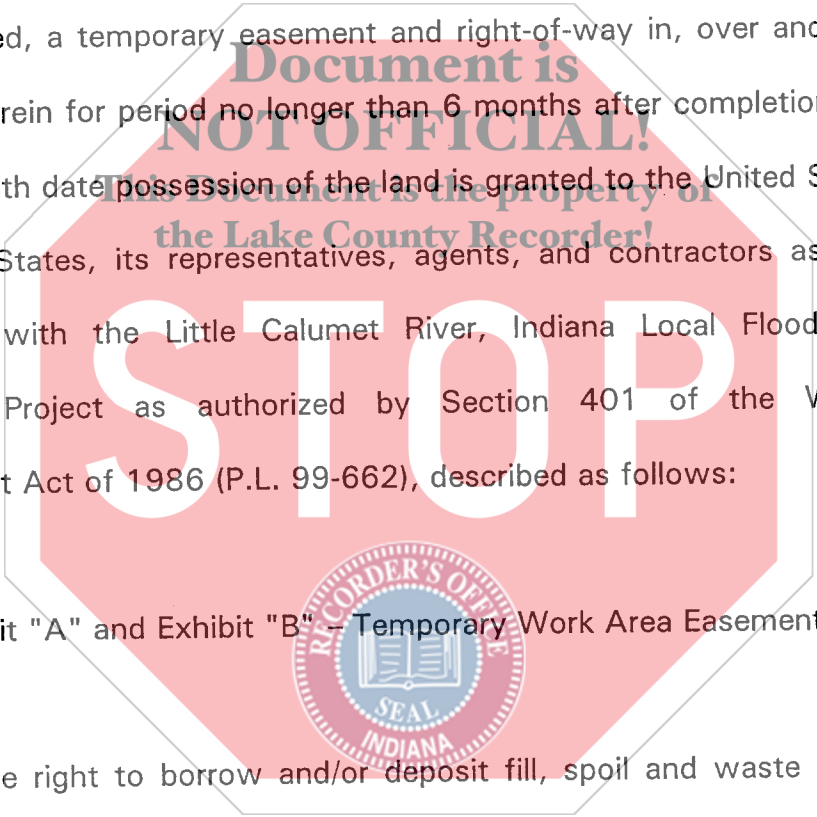 ed, a temporary easement and right-of-way in, over and
Document is
rein for period no longer than 6 months after completion
NOT OFFICIAL!
th date possession of the land is granted to the United S
This Document is the property of
the Lake County Recorder!
States, its representatives, agents, and contractors as
with the Little Calumet River, Indiana Local Flood
STOP
Project as authorized by Section 401 of the W
t Act of 1986 (P.L. 99-662), described as follows:
RECORDER'S OFFICE
it "A" and Exhibit "B" – Temporary Work Area Easement
SEAL
INDIANA
e right to borrow and/or deposit fill, spoil and waste